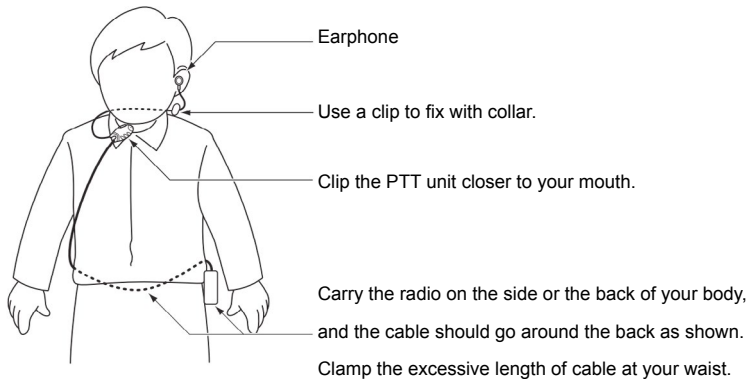 Earphone
Use a clip to fix with collar.
Clip the PTT unit closer to your mouth.
Carry the radio on the side or the back of your body,
and the cable should go around the back as shown.
Clamp the excessive length of cable at your waist.